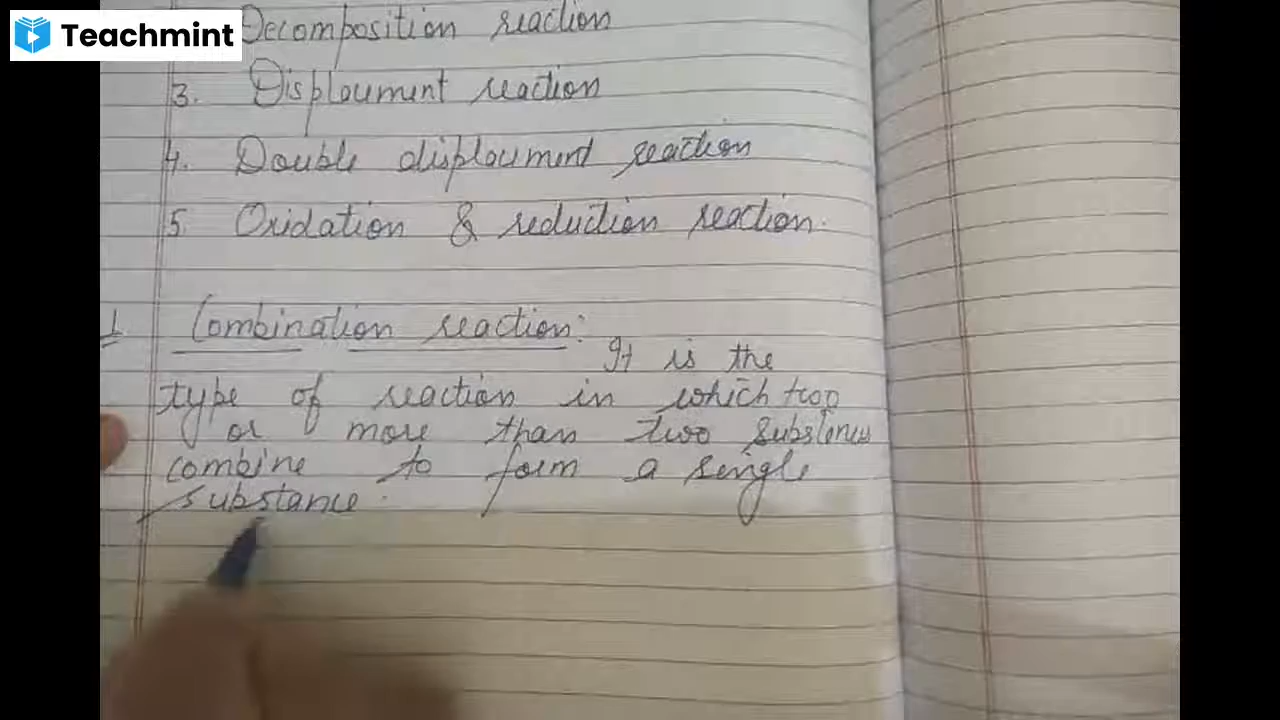 Teachmint
Decomposition reaction
3. Displacement reaction
4. Double displacement reaction
5. Oxidation & reduction reaction.
1. Combination reaction:
It is the
type of reaction in which two
or more than two substances
combine to form a single
substance.